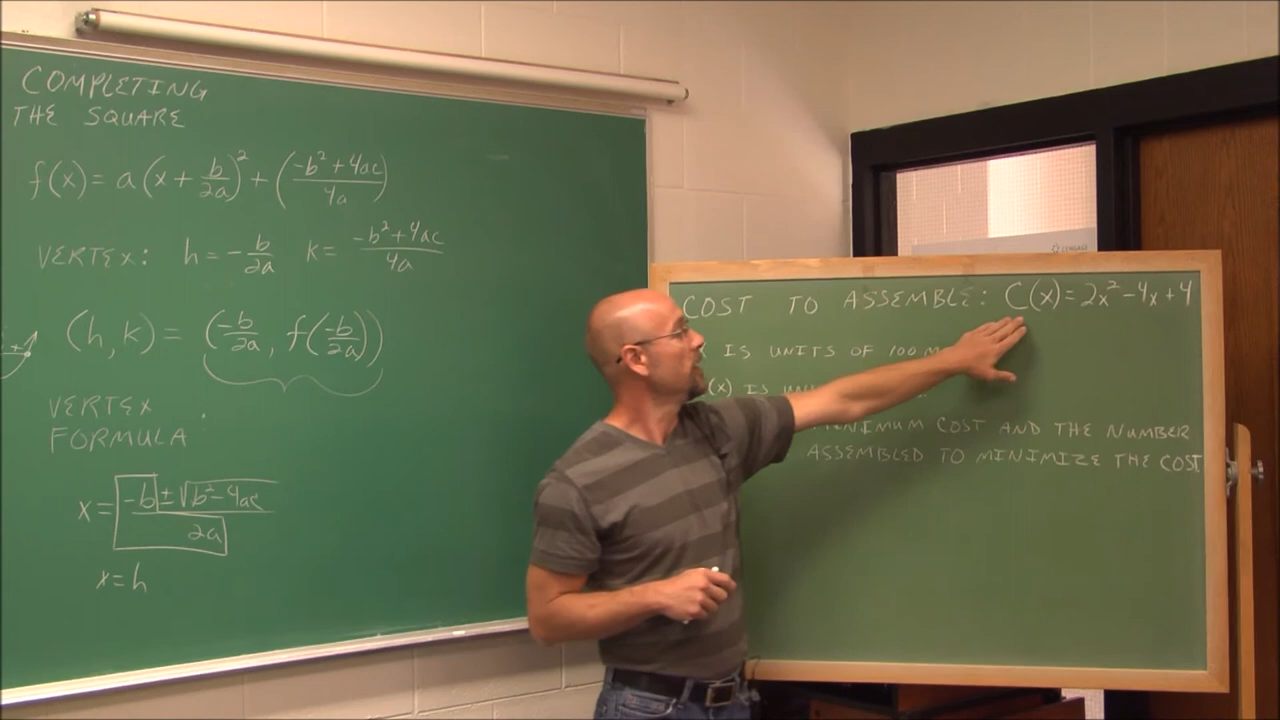 COMPLETING
THE SQUARE
f(x) = a(x + b/2a)² + (-b² + 4ac / 4a)
VERTEX: h = -b/2a k = -b² + 4ac / 4a
(h, k) = (-b/2a, f(-b/2a))
VERTEX
FORMULA:
x = -b ± √b² - 4ac / 2a
x = h
COST TO ASSEMBLE: C(x) = 2x² - 4x + 4
IS UNITS OF 100
(x) IS
MINIMUM COST AND THE NUMBER
ASSEMBLED TO MINIMIZE THE COST
CENGAGE